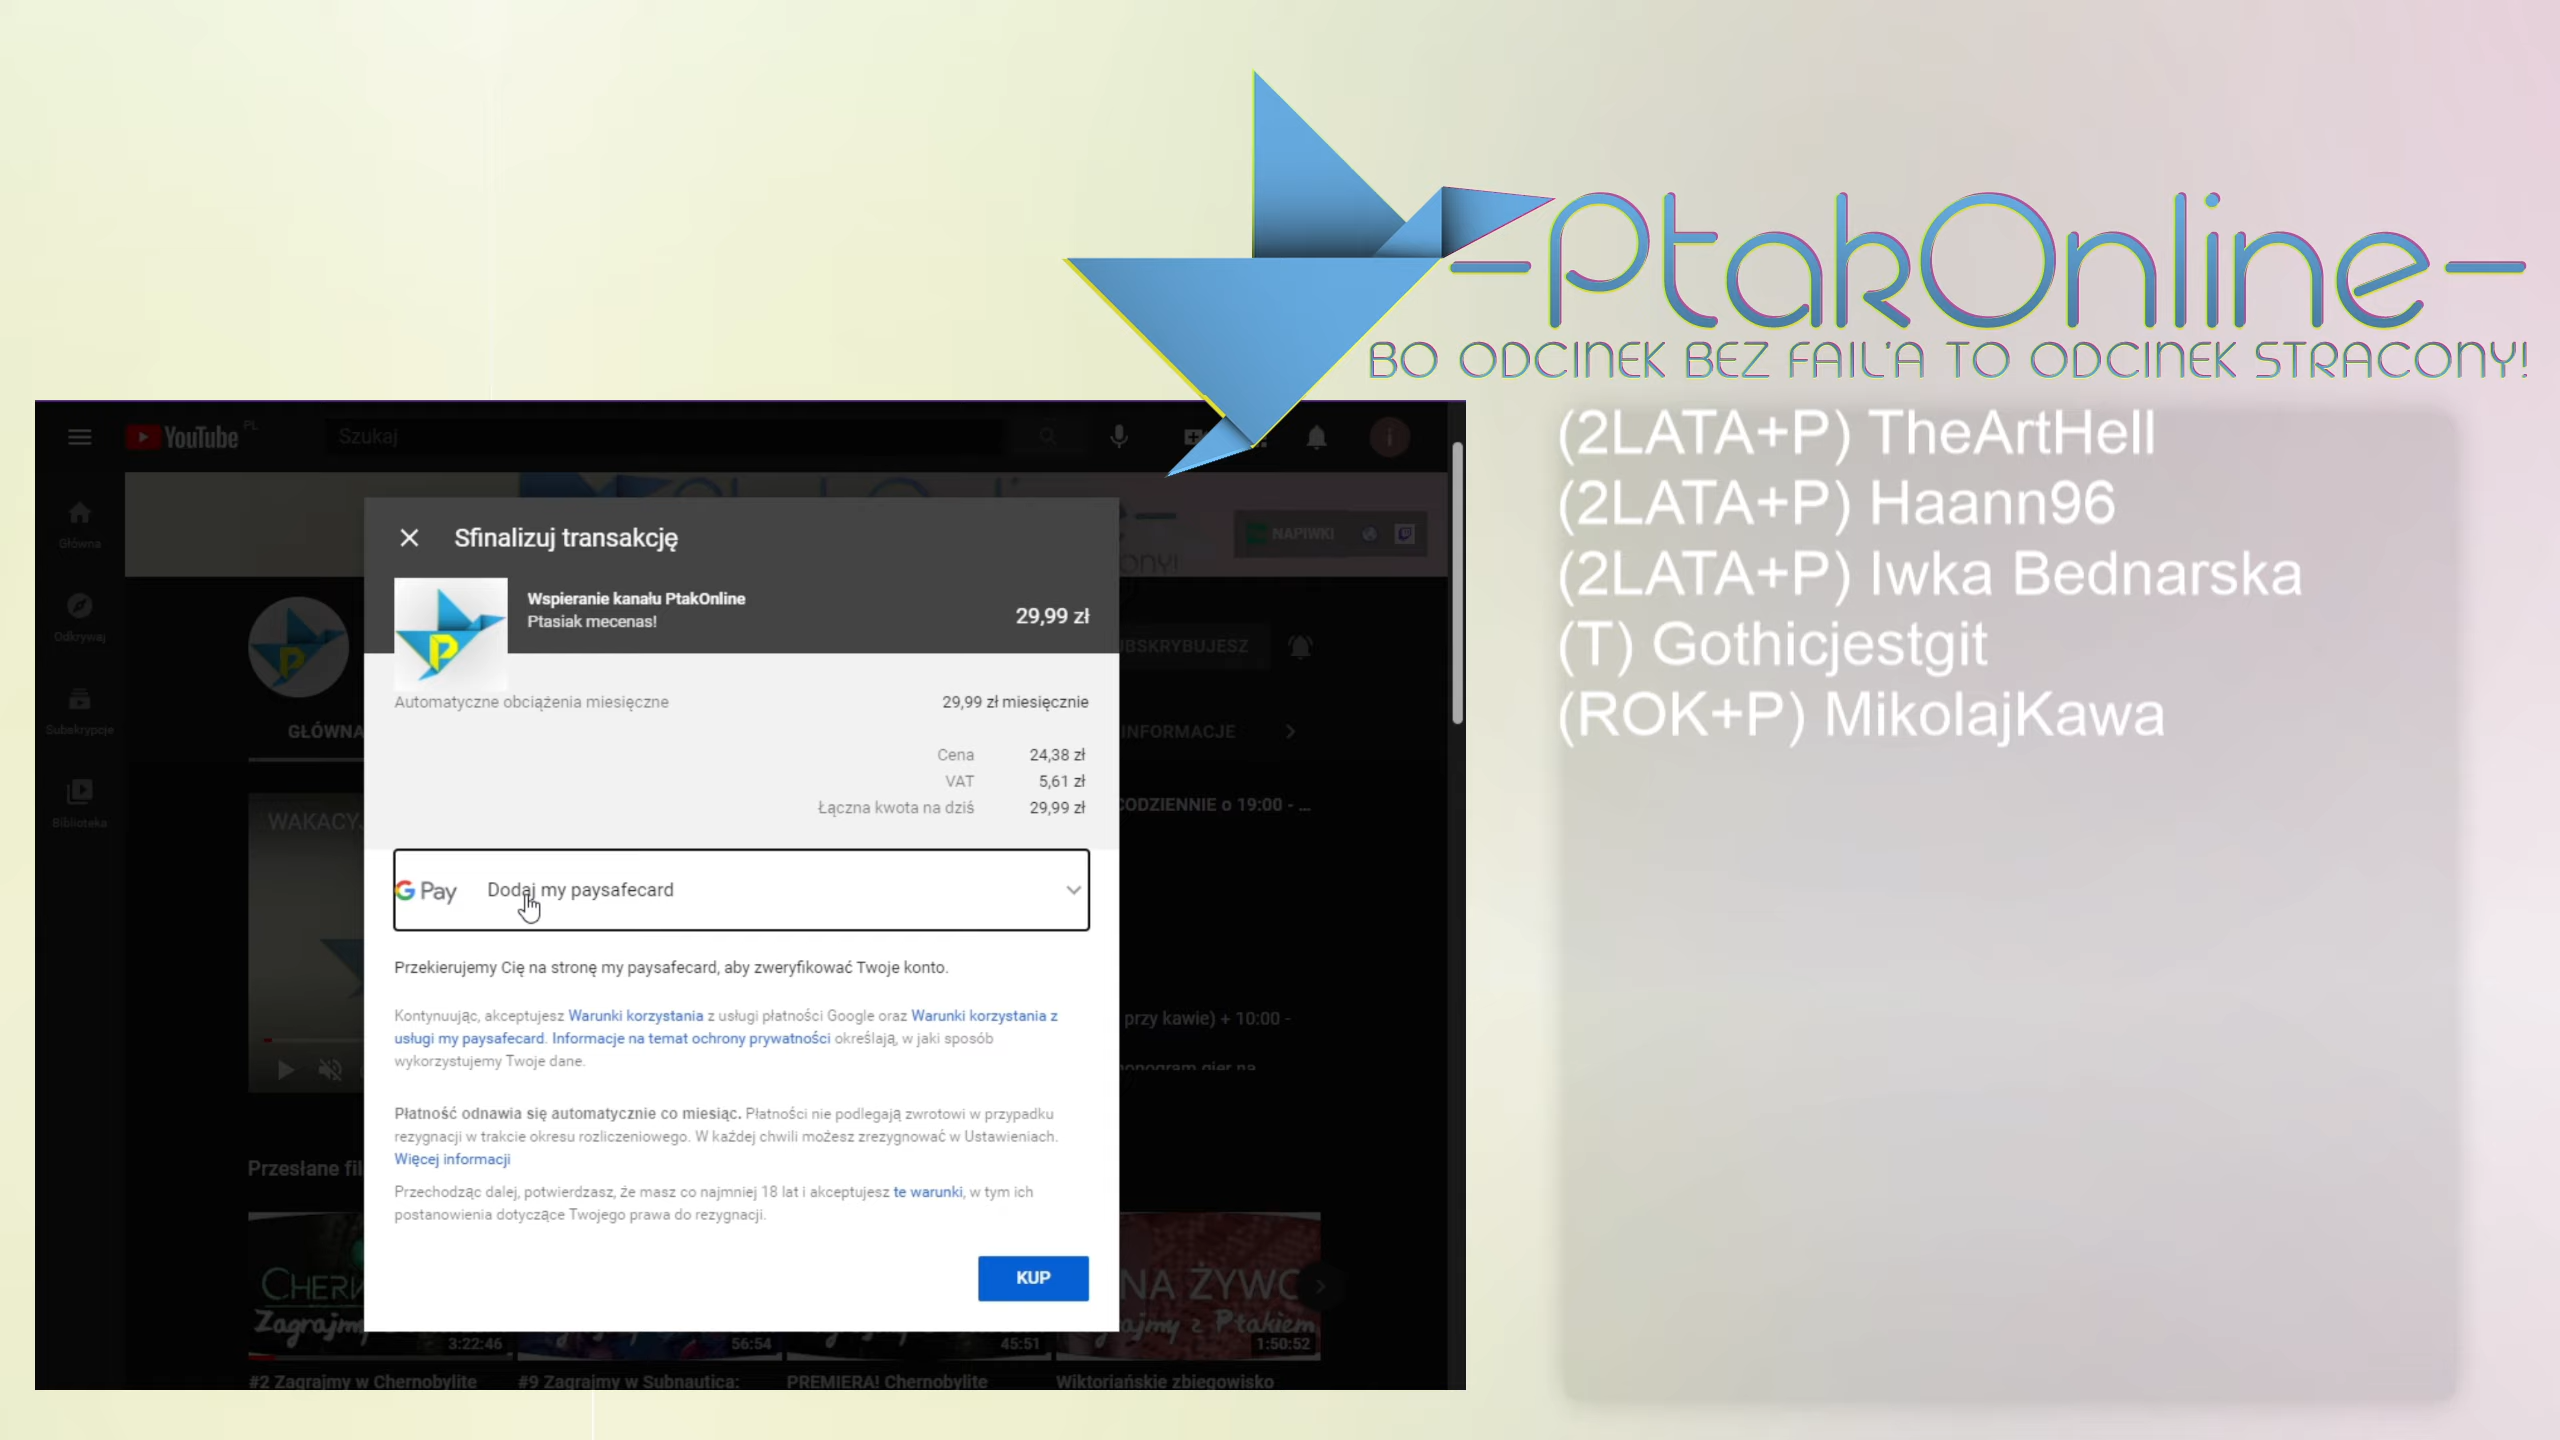 -PtakOnline-
BO ODCINEK BEZ FAIL'A TO ODCINEK STRACONY!
(2LATA+P) TheArtHell
(2LATA+P) Haann96
(2LATA+P) Iwka Bednarska
(T) Gothicjestgit
(ROK+P) MikolajKawa
YouTube PL
Szukaj
Główna
Odkrywaj
Subskrypcje
Biblioteka
NAPIWKI
GŁÓWNA
INFORMACJE
WAKACY
CODZIENNIE o 19:00 - ...
przy kawie) + 10:00 -
Sfinalizuj transakcję
Wspieranie kanału PtakOnline
Ptasiak mecenas!
29,99 zł
Automatyczne obciążenia miesięczne
29,99 zł miesięcznie
Cena 24,38 zł
VAT 5,61 zł
Łączna kwota na dziś 29,99 zł
G Pay Dodaj my paysafecard
Przekierujemy Cię na stronę my paysafecard, aby zweryfikować Twoje konto.
Kontynuując, akceptujesz Warunki korzystania z usługi płatności Google oraz Warunki korzystania z
usługi my paysafecard. Informacje na temat ochrony prywatności określają, w jaki sposób
wykorzystujemy Twoje dane.
Płatność odnawia się automatycznie co miesiąc. Płatności nie podlegają zwrotowi w przypadku
rezygnacji w trakcie okresu rozliczeniowego. W każdej chwili możesz zrezygnować w Ustawieniach.
Więcej informacji
Przechodząc dalej, potwierdzasz, że masz co najmniej 18 lat i akceptujesz te warunki, w tym ich
postanowienia dotyczące Twojego prawa do rezygnacji.
KUP
Przesłane fil
NA ŻYWO
3:22:46
56:54
45:51
1:50:52
#2 Zagrajmy w Chernobylite
#9 Zagrajmy w Subnautica:
PREMIERA! Chernobylite
Wiktoriańskie zbiegowisko